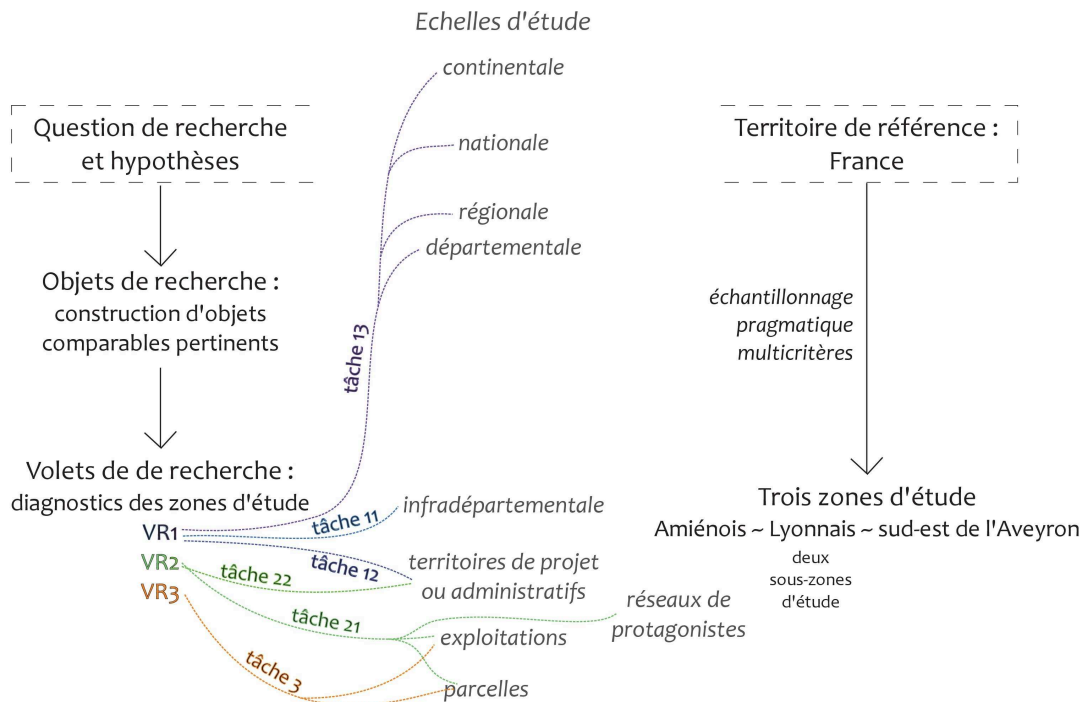 Echelles d'étude
continentale
nationale
régionale
départementale
Question de recherche
et hypothèses
Objets de recherche :
construction d'objets
comparables pertinents
Volets de de recherche :
diagnostics des zones d'étude
VR1
VR2
VR3
tâche 13
tâche 11
tâche 12
tâche 22
tâche 21
tâche 3
infradépartementale
territoires de projet
ou administratifs
réseaux de
protagonistes
exploitations
parcelles
Territoire de référence :
France
échantillonnage
pragmatique
multicritères
Trois zones d'étude
Amiénois ~ Lyonnais ~ sud-est de l'Aveyron
deux
sous-zones
d'étude